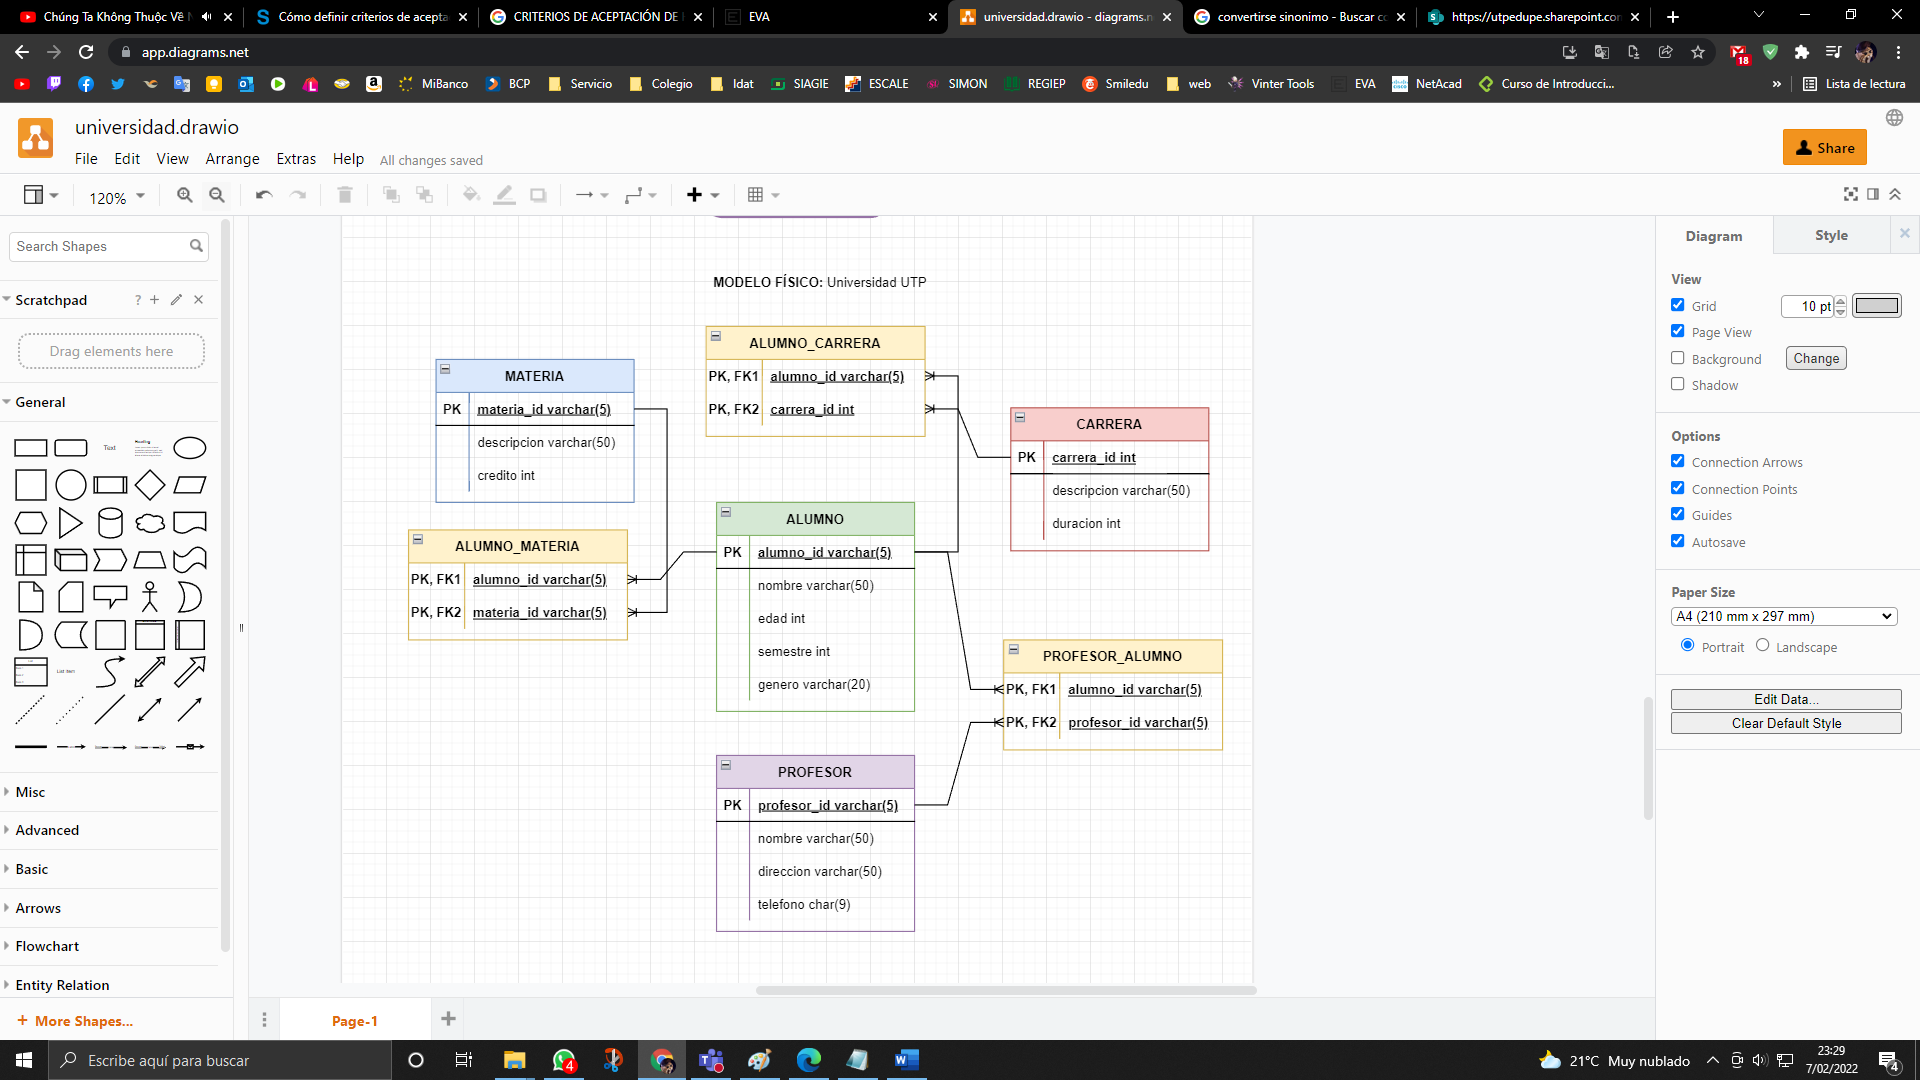 Chúng Ta Không Thuộc Về N
Cómo definir criterios de acepta
CRITERIOS DE ACEPTACIÓN DE
EVA
universidad.drawio - diagrams.n
convertirse sinonimo - Buscar co
https://utpedupe.sharepoint.cor
app.diagrams.net
18
MiBanco
BCP
Servicio
Colegio
Idat
SIAGIE
ESCALE
SIMON
REGIEP
Smiledu
web
Vinter Tools
EVA
NetAcad
Curso de Introducci...
»
Lista de lectura
universidad.drawio
File Edit View Arrange Extras Help All changes saved
Share
120%
Search Shapes
Scratchpad
?
Drag elements here
General
Text
Heading
List
List Item
Misc
Advanced
Basic
Arrows
Flowchart
Entity Relation
+ More Shapes...
MODELO FÍSICO: Universidad UTP
ALUMNO_CARRERA
PK, FK1 alumno_id varchar(5)
PK, FK2 carrera_id int
MATERIA
PK materia_id varchar(5)
descripcion varchar(50)
credito int
CARRERA
PK carrera_id int
descripcion varchar(50)
duracion int
ALUMNO
PK alumno_id varchar(5)
nombre varchar(50)
edad int
semestre int
genero varchar(20)
ALUMNO_MATERIA
PK, FK1 alumno_id varchar(5)
PK, FK2 materia_id varchar(5)
PROFESOR_ALUMNO
PK, FK1 alumno_id varchar(5)
PK, FK2 profesor_id varchar(5)
PROFESOR
PK profesor_id varchar(5)
nombre varchar(50)
direccion varchar(50)
telefono char(9)
Page-1
Diagram
Style
View
Grid
10 pt
Page View
Background
Change
Shadow
Options
Connection Arrows
Connection Points
Guides
Autosave
Paper Size
A4 (210 mm x 297 mm)
Portrait
Landscape
Edit Data...
Clear Default Style
Escribe aquí para buscar
4
21°C Muy nublado
23:29
7/02/2022
4